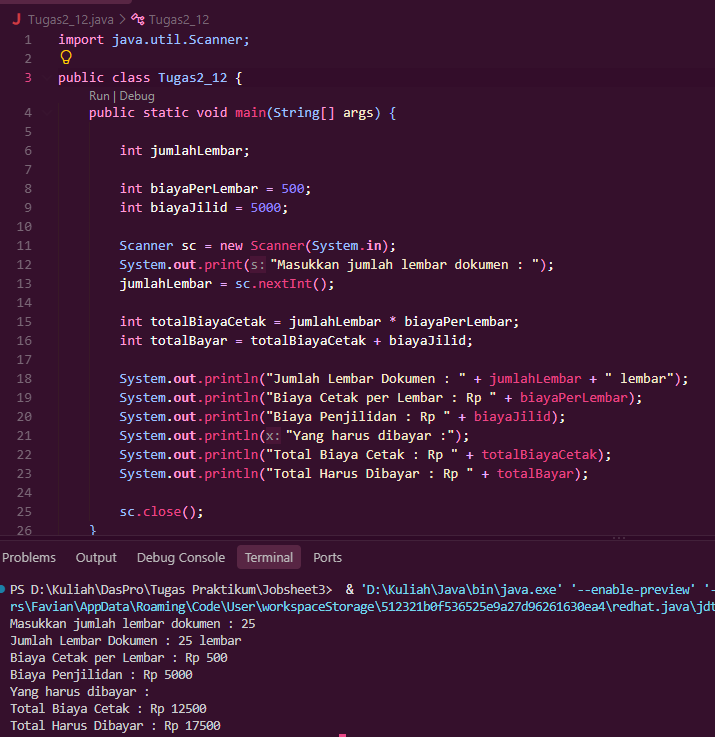 Tugas2_12.java > Tugas2_12
1 import java.util.Scanner;
2
3 public class Tugas2_12 {
Run | Debug
4 public static void main(String[] args) {
5
6 int jumlahLembar;
7
8 int biayaPerLembar = 500;
9 int biayaJilid = 5000;
10
11 Scanner sc = new Scanner(System.in);
12 System.out.print(s: "Masukkan jumlah lembar dokumen : ");
13 jumlahLembar = sc.nextInt();
14
15 int totalBiayaCetak = jumlahLembar * biayaPerLembar;
16 int totalBayar = totalBiayaCetak + biayaJilid;
17
18 System.out.println("Jumlah Lembar Dokumen : " + jumlahLembar + " lembar");
19 System.out.println("Biaya Cetak per Lembar : Rp " + biayaPerLembar);
20 System.out.println("Biaya Penjilidan : Rp " + biayaJilid);
21 System.out.println(x: "Yang harus dibayar :");
22 System.out.println("Total Biaya Cetak : Rp " + totalBiayaCetak);
23 System.out.println("Total Harus Dibayar : Rp " + totalBayar);
24
25 sc.close();
26 }
Problems Output Debug Console Terminal Ports
PS D:\Kuliah\DasPro\Tugas Praktikum\Jobsheet3> & 'D:\Kuliah\Java\bin\java.exe' '--enable-preview' '-
rs\Favian\AppData\Roaming\Code\User\workspaceStorage\512321b0f536525e9a27d96261630ea4\redhat.java\jdt
Masukkan jumlah lembar dokumen : 25
Jumlah Lembar Dokumen : 25 lembar
Biaya Cetak per Lembar : Rp 500
Biaya Penjilidan : Rp 5000
Yang harus dibayar :
Total Biaya Cetak : Rp 12500
Total Harus Dibayar : Rp 17500